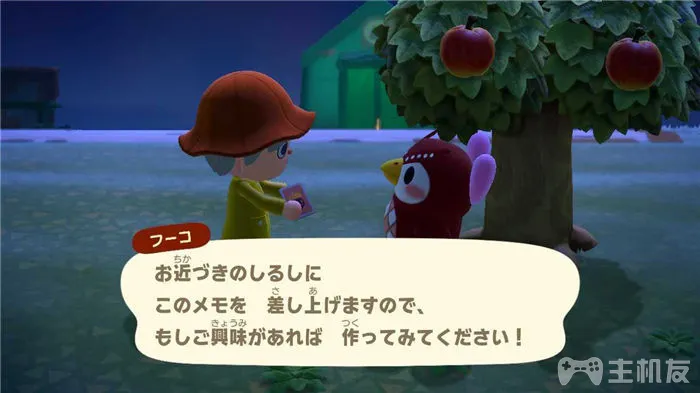 フーコ
お近づきのしるしに
このメモを 差し上げますので、
もしご興味があれば 作ってみてください!
主机友